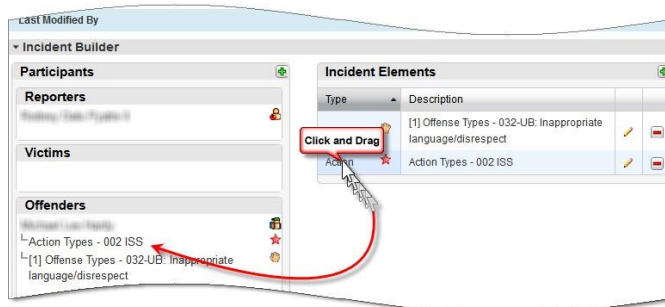 Last Modified By
Incident Builder
Participants
Reporters
Victims
Offenders
Action Types - 002 ISS
[1] Offense Types - 032-UB: Inappropriate
language/disrespect
Incident Elements
Type Description
[1] Offense Types - 032-UB: Inappropriate
language/disrespect
Click and Drag
Action Action Types - 002 ISS